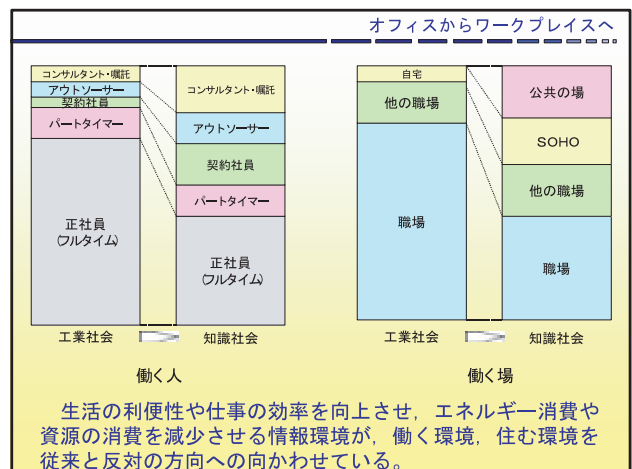 オフィスからワークプレイスへ
コンサルタント・嘱託
アウトソーサー
契約社員
パートタイマー
正社員
(フルタイム)
コンサルタント・嘱託
アウトソーサー
契約社員
パートタイマー
正社員
(フルタイム)
工業社会
知識社会
働く人
自宅
他の職場
職場
公共の場
SOHO
他の職場
職場
工業社会
知識社会
働く場
生活の利便性や仕事の効率を向上させ，エネルギー消費や
資源の消費を減少させる情報環境が，働く環境，住む環境を
従来と反対の方向への向かわせている。